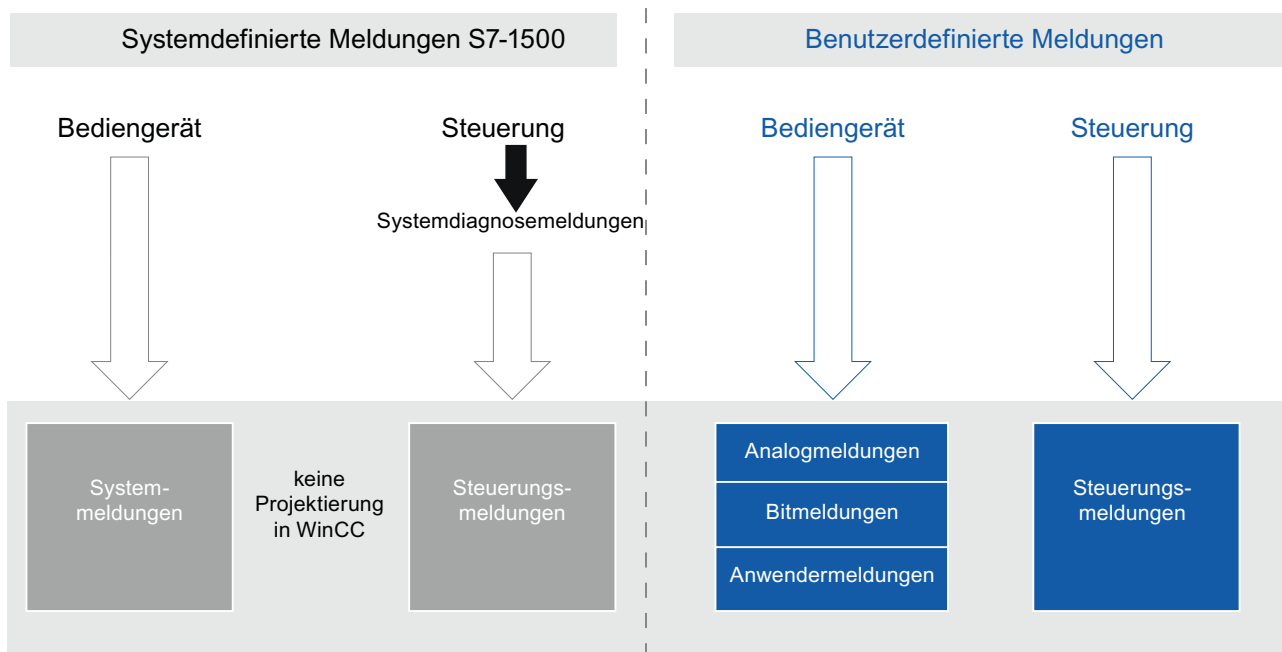 Systemdefinierte Meldungen S7-1500
Benutzerdefinierte Meldungen
Bediengerät
Steuerung
Bediengerät
Steuerung
Systemdiagnosemeldungen
System-
meldungen
keine
Projektierung
in WinCC
Steuerungs-
meldungen
Analogmeldungen
Bitmeldungen
Anwendermeldungen
Steuerungs-
meldungen